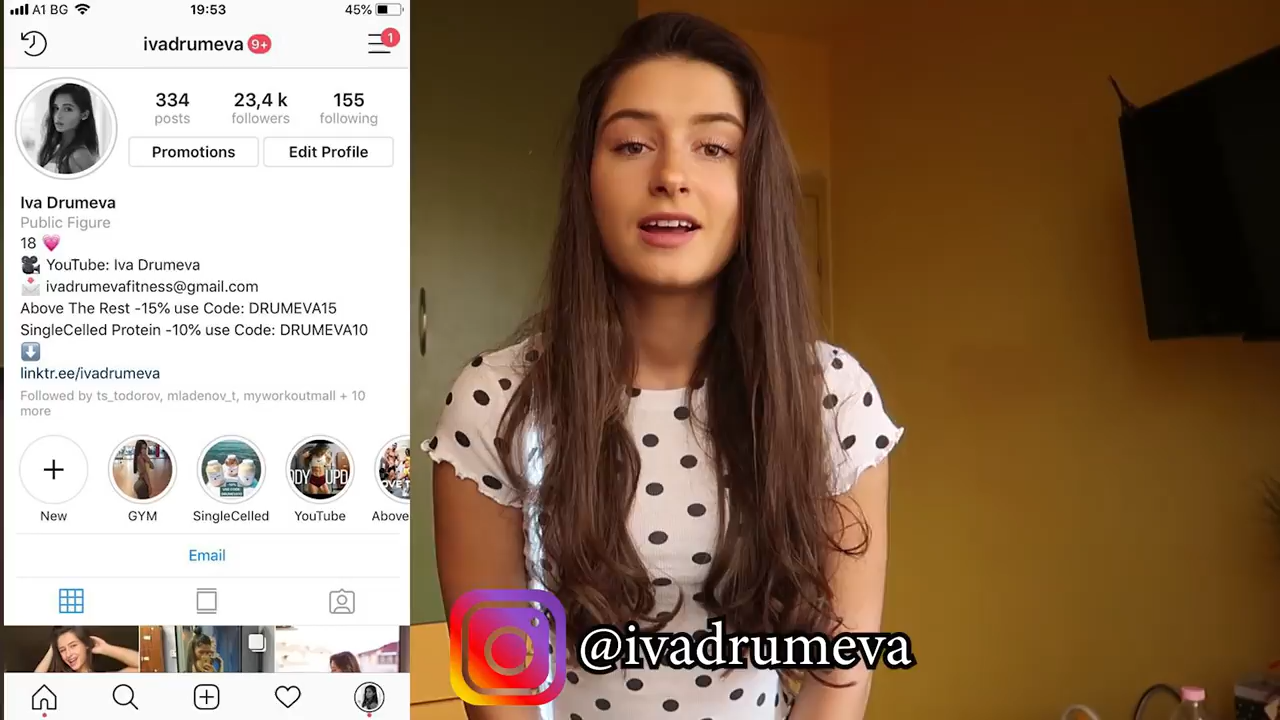 A1 BG 19:53 45%
ivadrumeva 9+ 1
334 23,4 k 155
posts followers following
Promotions Edit Profile
Iva Drumeva
Public Figure
18 💗
🎥 YouTube: Iva Drumeva
📩 ivadrumevafitness@gmail.com
Above The Rest -15% use Code: DRUMEVA15
SingleCelled Protein -10% use Code: DRUMEVA10
⬇️
linktr.ee/ivadrumeva
Followed by ts_todorov, mladenov_t, myworkoutmall + 10
more
New GYM SingleCelled YouTube Above
Email
@ivadrumeva